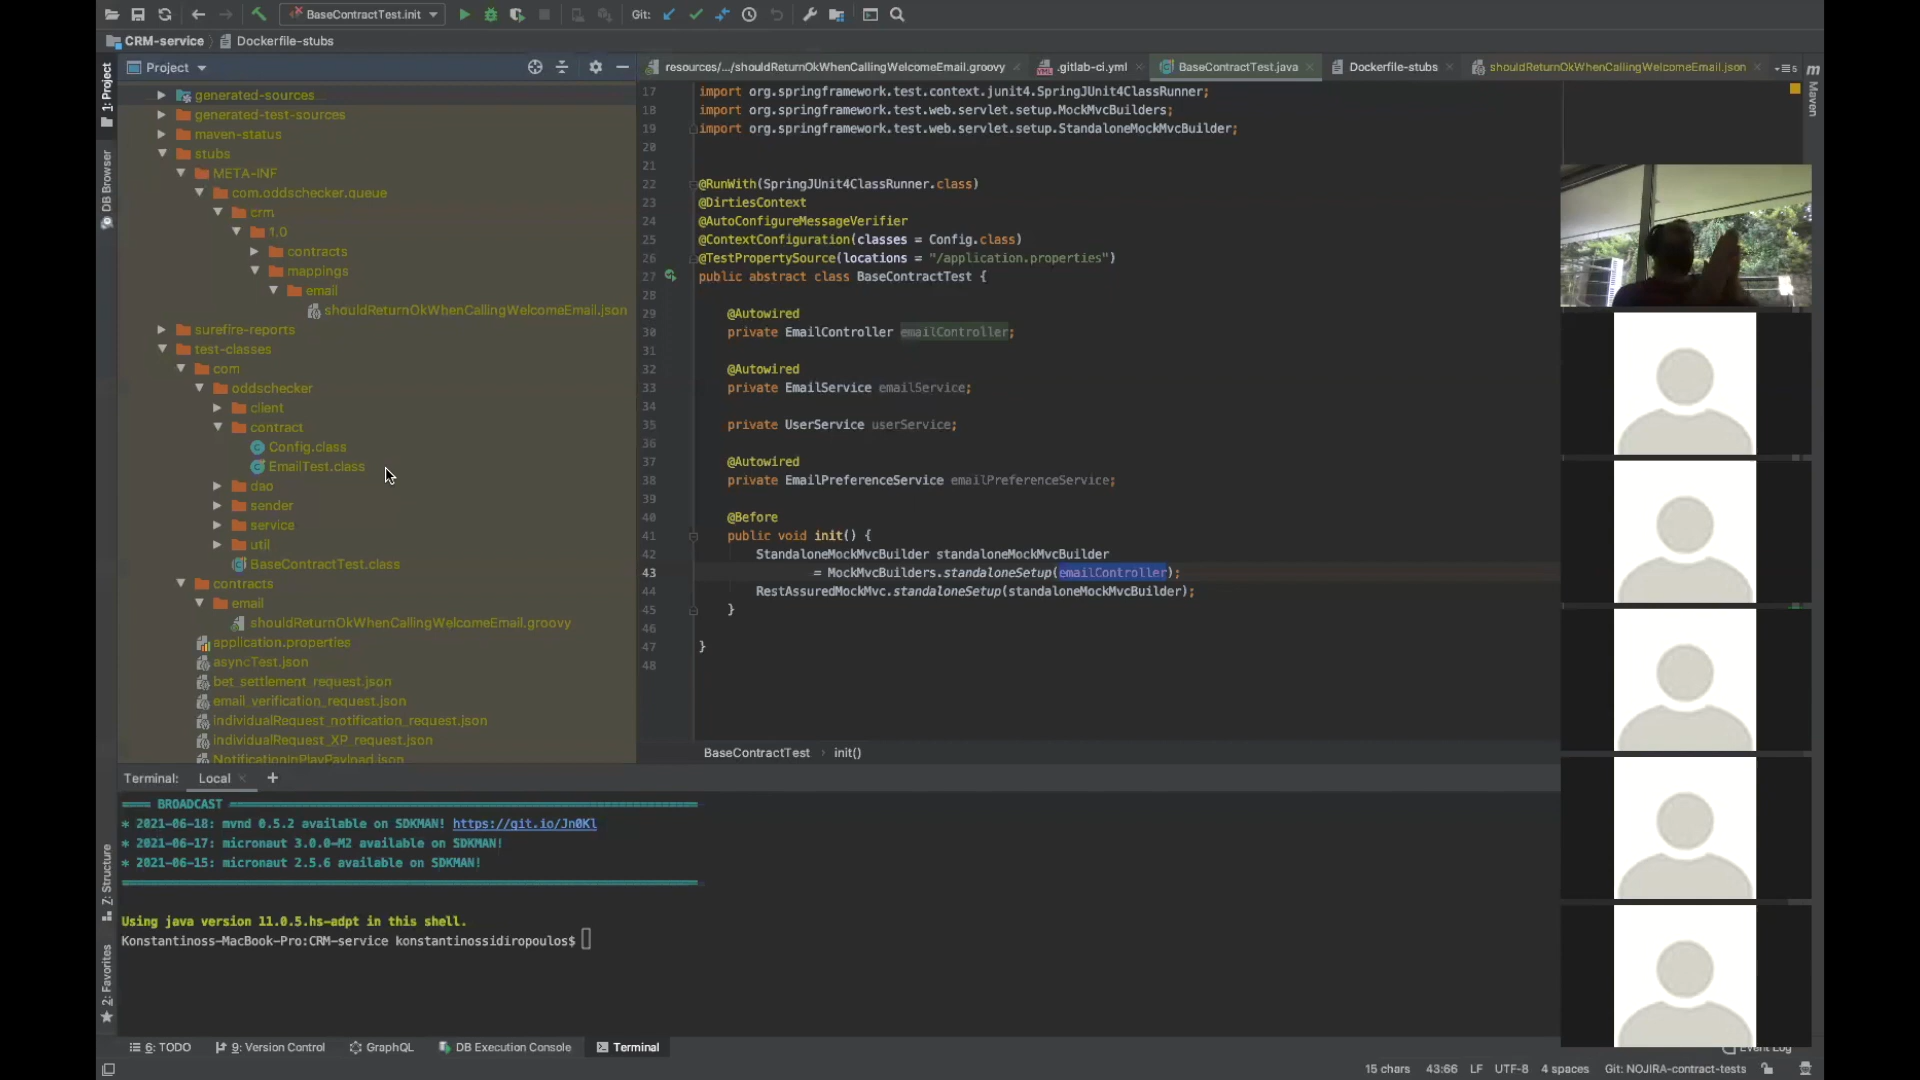 BaseContractTest.init
Git:
CRM-service
Dockerfile-stubs
1: Project
DB Browser
Z: Structure
2: Favorites
Project
generated-sources
generated-test-sources
maven-status
stubs
META-INF
com.oddschecker.queue
crm
1.0
contracts
mappings
email
shouldReturnOkWhenCallingWelcomeEmail.json
surefire-reports
test-classes
com
oddschecker
client
contract
Config.class
EmailTest.class
dao
sender
service
util
BaseContractTest.class
contracts
email
shouldReturnOkWhenCallingWelcomeEmail.groovy
application.properties
asyncTest.json
bet_settlement_request.json
email_verification_request.json
individualRequest_notification_request.json
individualRequest_XP_request.json
NotificationInPlayPayload.json
resources/.../shouldReturnOkWhenCallingWelcomeEmail.groovy
.gitlab-ci.yml
BaseContractTest.java
Dockerfile-stubs
shouldReturnOkWhenCallingWelcomeEmail.json
Maven
17 import org.springframework.test.context.junit4.SpringJUnit4ClassRunner;
18 import org.springframework.test.web.servlet.setup.MockMvcBuilders;
19 import org.springframework.test.web.servlet.setup.StandaloneMockMvcBuilder;
20
21
22 @RunWith(SpringJUnit4ClassRunner.class)
23 @DirtiesContext
24 @AutoConfigureMessageVerifier
25 @ContextConfiguration(classes = Config.class)
26 @TestPropertySource(locations = "/application.properties")
27 public abstract class BaseContractTest {
28
29 @Autowired
30 private EmailController emailController;
31
32 @Autowired
33 private EmailService emailService;
34
35 private UserService userService;
36
37 @Autowired
38 private EmailPreferenceService emailPreferenceService;
39
40 @Before
41 public void init() {
42 StandaloneMockMvcBuilder standaloneMockMvcBuilder
43 = MockMvcBuilders.standaloneSetup(emailController);
44 RestAssuredMockMvc.standaloneSetup(standaloneMockMvcBuilder);
45 }
46
47 }
48
BaseContractTest › init()
Terminal: Local +
==== BROADCAST ====
* 2021-06-18: mvnd 0.5.2 available on SDKMAN! https://git.io/Jn0Kl
* 2021-06-17: micronaut 3.0.0-M2 available on SDKMAN!
* 2021-06-15: micronaut 2.5.6 available on SDKMAN!
Using java version 11.0.5.hs-adpt in this shell.
Konstantinoss-MacBook-Pro:CRM-service konstantinossidiropoulos$
6: TODO
9: Version Control
GraphQL
DB Execution Console
Terminal
Event Log
15 chars 43:66 LF UTF-8 4 spaces Git: NOJIRA-contract-tests